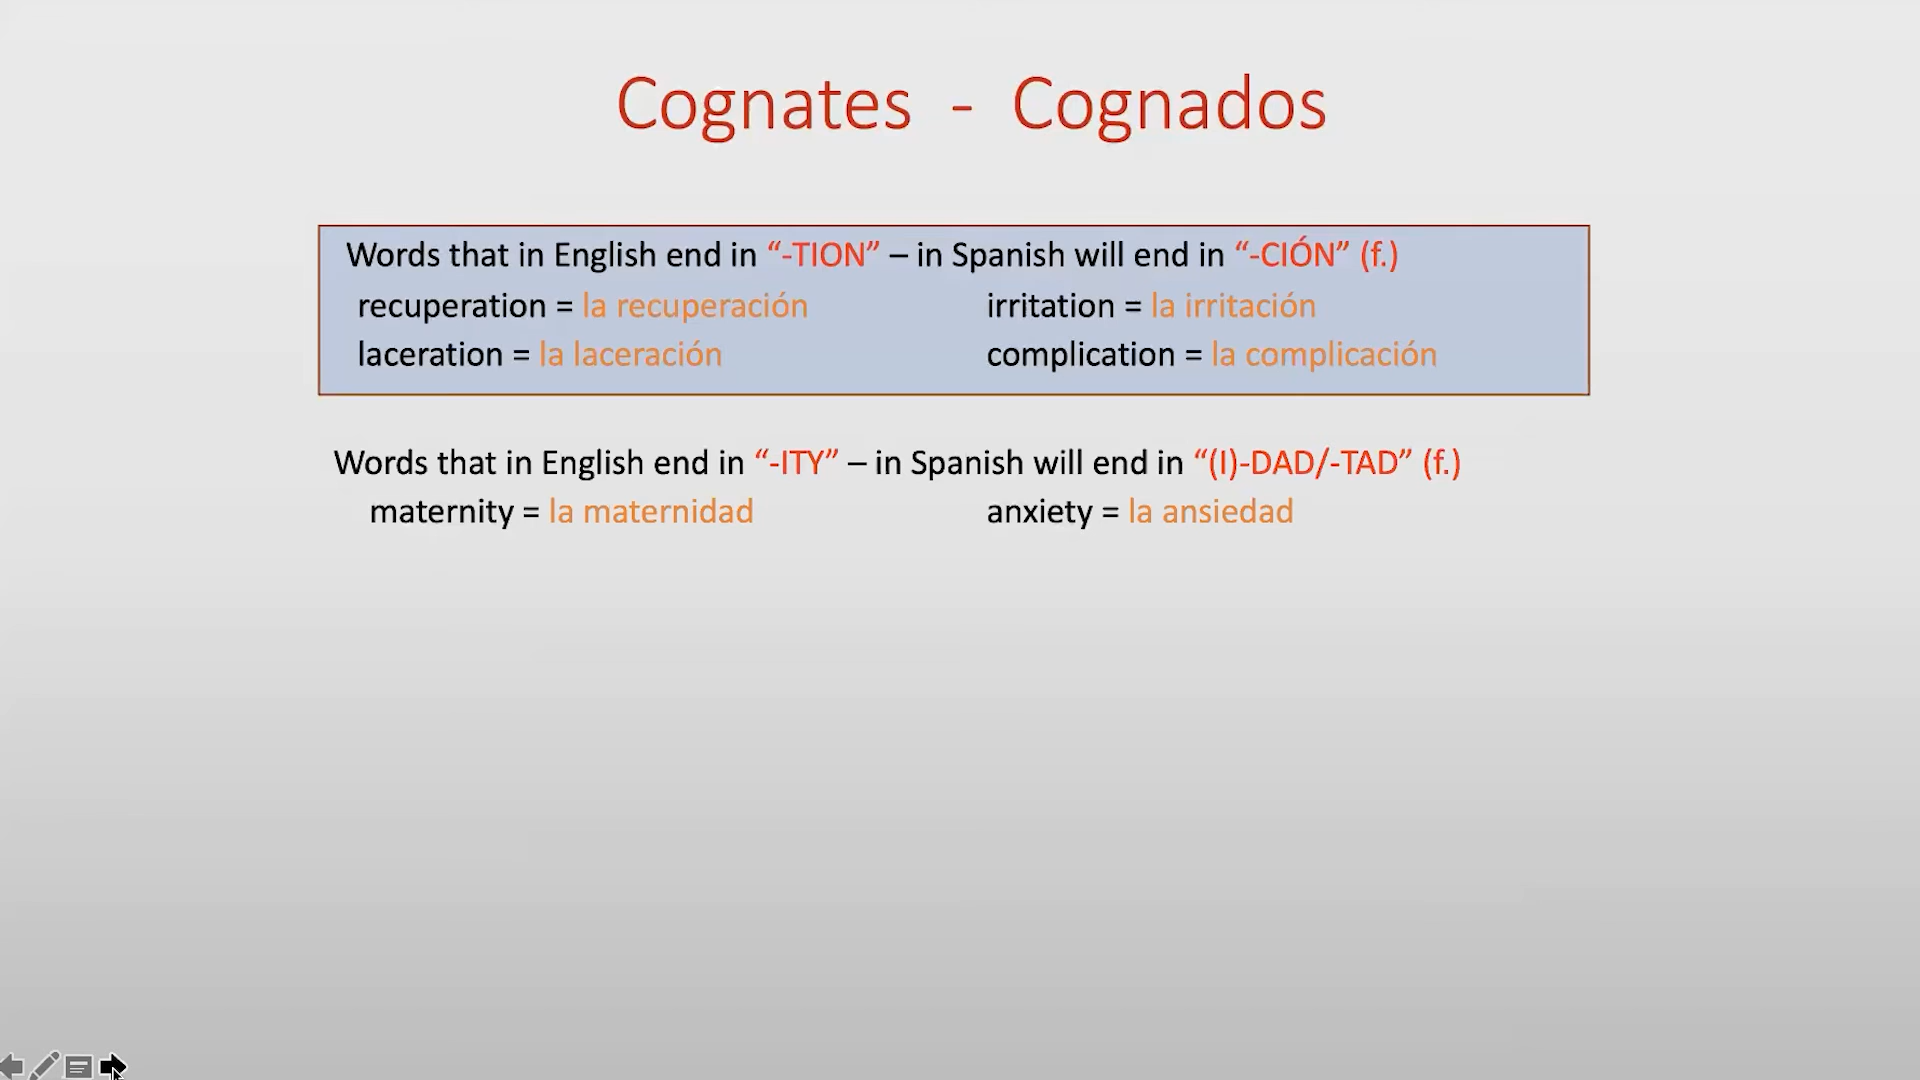 Cognates - Cognados
Words that in English end in “-TION” – in Spanish will end in “-CIÓN” (f.)
recuperation = la recuperación irritation = la irritación
laceration = la laceración complication = la complicación
Words that in English end in “-ITY” – in Spanish will end in “(I)-DAD/-TAD” (f.)
maternity = la maternidad anxiety = la ansiedad